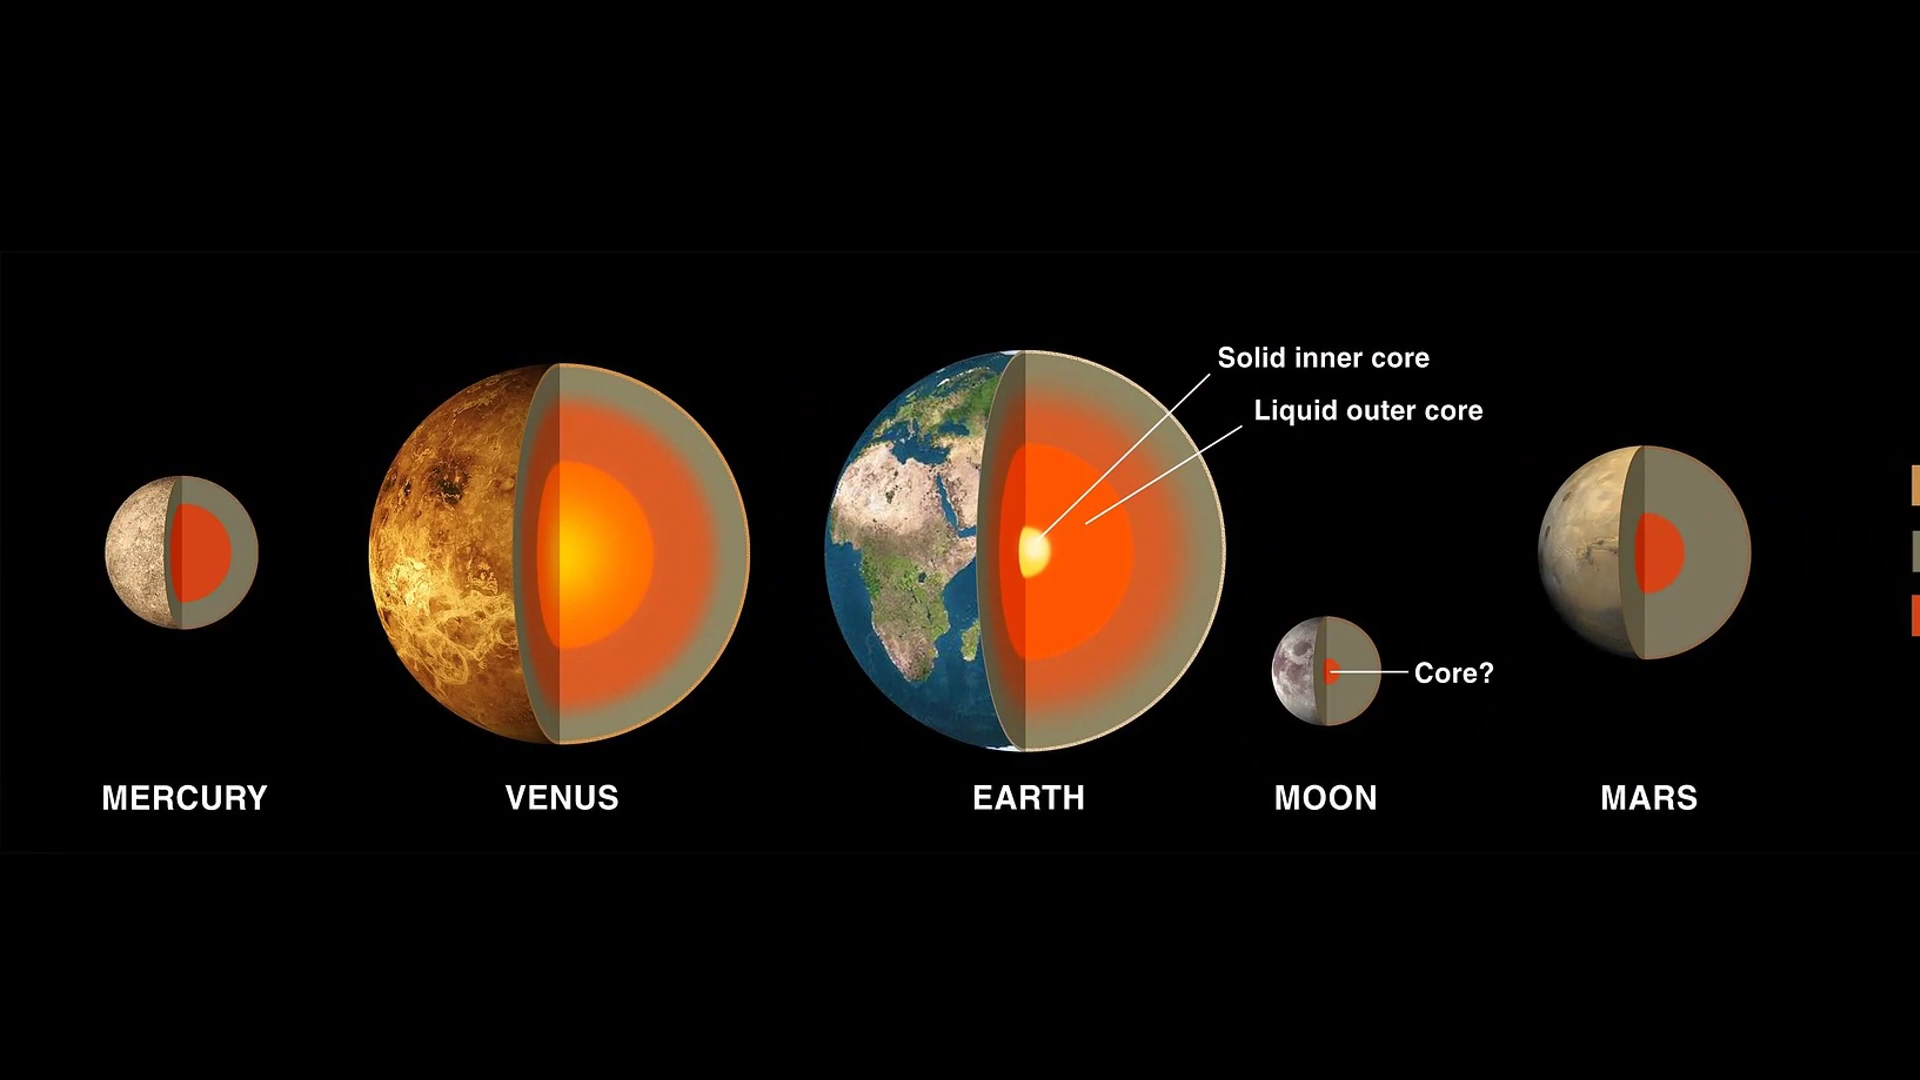 Solid inner core
Liquid outer core
Core?
MERCURY
VENUS
EARTH
MOON
MARS